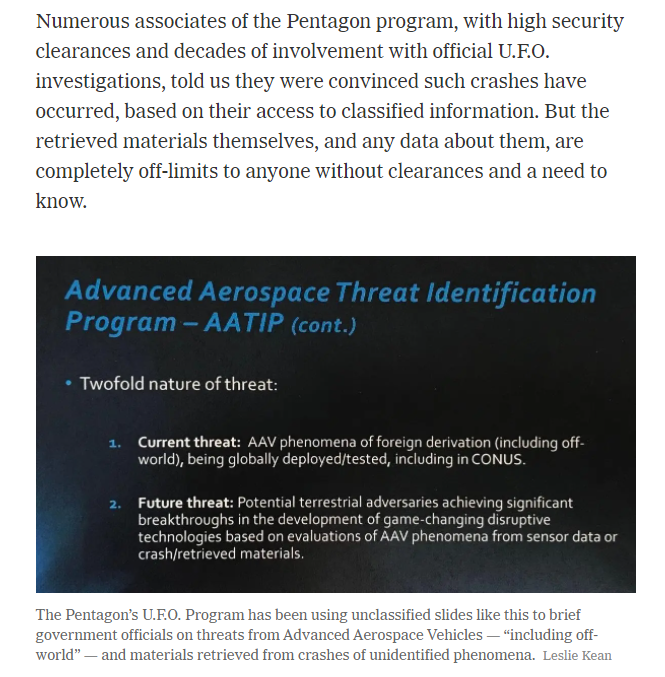 Numerous associates of the Pentagon program, with high security
clearances and decades of involvement with official U.F.O.
investigations, told us they were convinced such crashes have
occurred, based on their access to classified information. But the
retrieved materials themselves, and any data about them, are
completely off-limits to anyone without clearances and a need to
know.
Advanced Aerospace Threat Identification
Program – AATIP (cont.)
• Twofold nature of threat:
1. Current threat: AAV phenomena of foreign derivation (including off-
world), being globally deployed/tested, including in CONUS.
2. Future threat: Potential terrestrial adversaries achieving significant
breakthroughs in the development of game-changing disruptive
technologies based on evaluations of AAV phenomena from sensor data or
crash/retrieved materials.
The Pentagon’s U.F.O. Program has been using unclassified slides like this to brief
government officials on threats from Advanced Aerospace Vehicles — “including off-
world” — and materials retrieved from crashes of unidentified phenomena. Leslie Kean